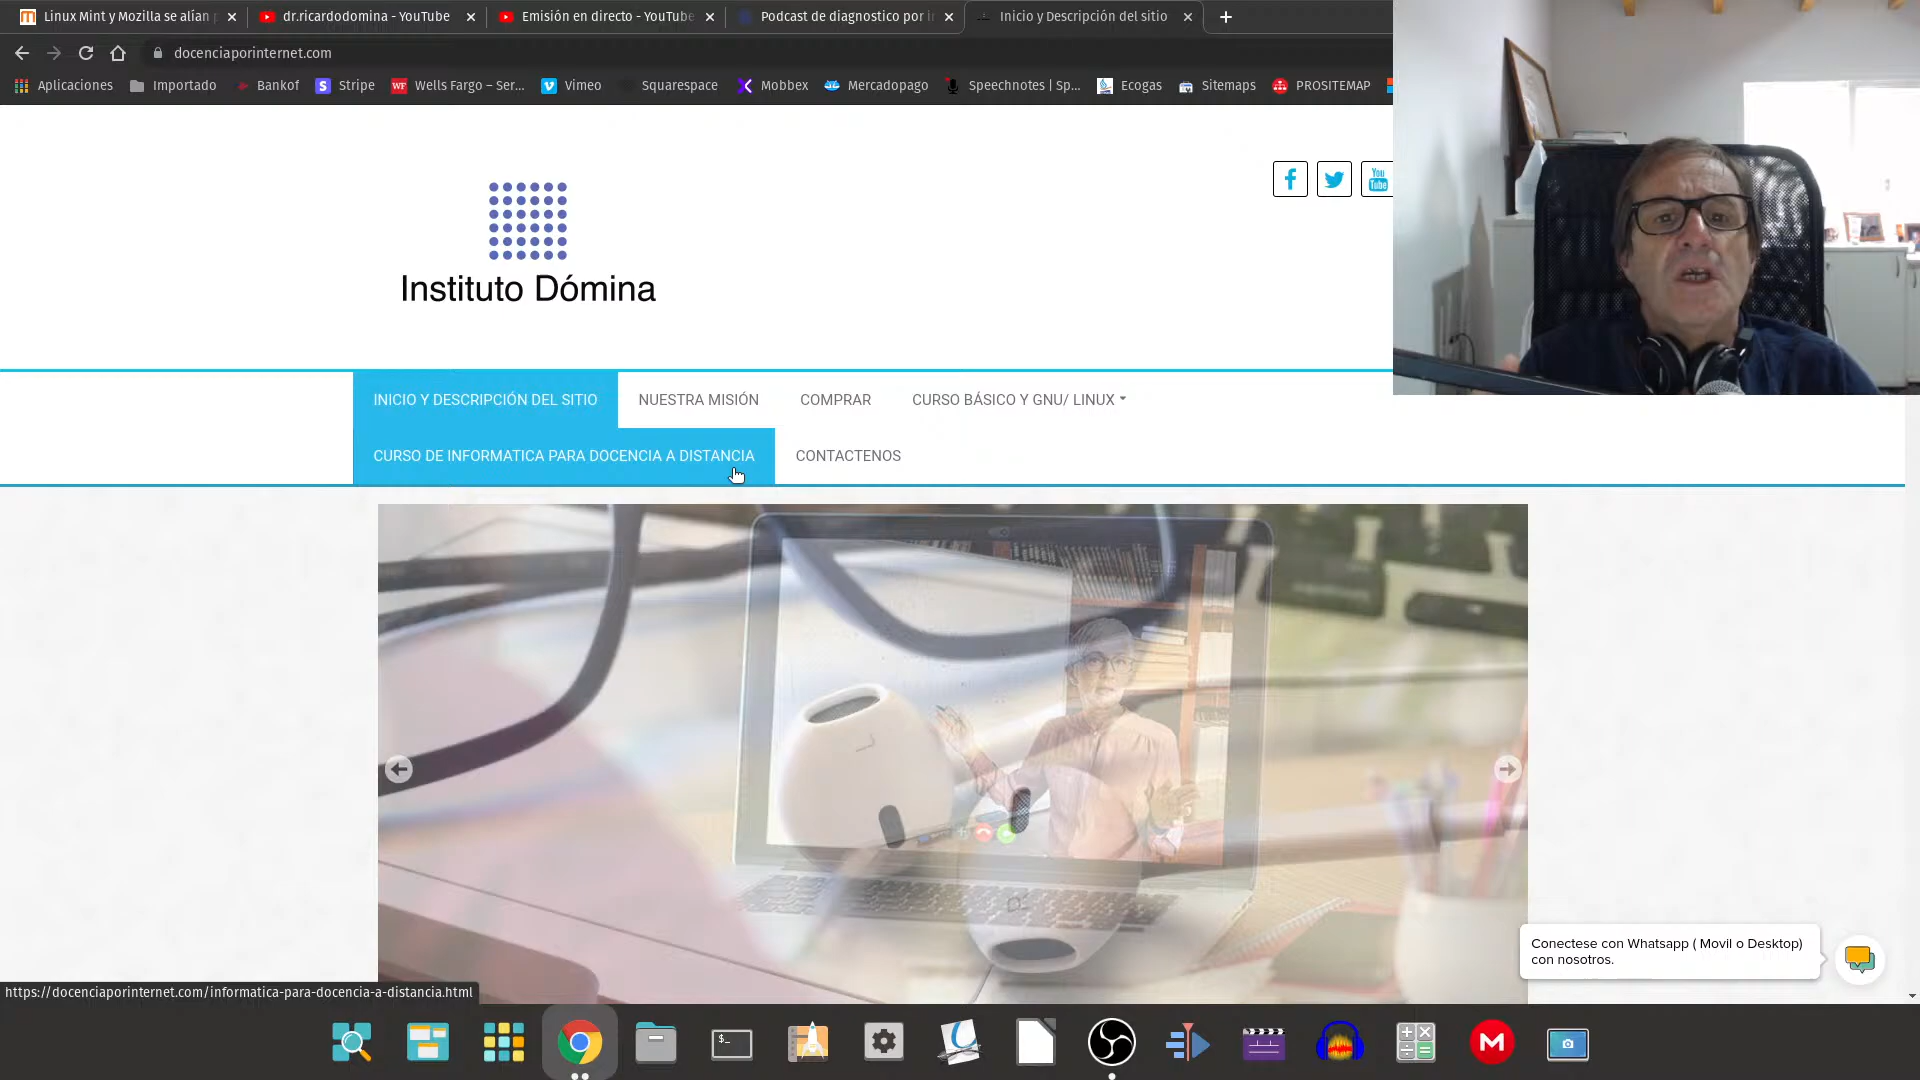 Linux Mint y Mozilla se alían
dr.ricardodomina - YouTube
Emisión en directo - YouTube
Podcast de diagnostico por i
Inicio y Descripción del sitio
docenciaporinternet.com
Aplicaciones
Importado
Bankof
Stripe
WF
Wells Fargo – Ser...
Vimeo
Squarespace
Mobbex
Mercadopago
Speechnotes | Sp...
Ecogas
Sitemaps
PROSITEMAP
You
Tube
Instituto Dómina
INICIO Y DESCRIPCIÓN DEL SITIO
NUESTRA MISIÓN
COMPRAR
CURSO BÁSICO Y GNU/ LINUX
CURSO DE INFORMATICA PARA DOCENCIA A DISTANCIA
CONTACTENOS
Conectese con Whatsapp ( Movil o Desktop)
con nosotros.
https://docenciaporinternet.com/informatica-para-docencia-a-distancia.html